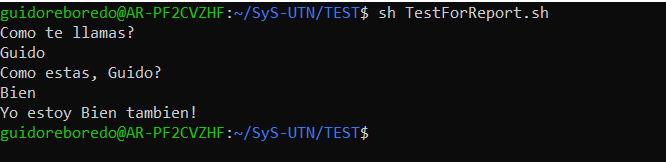 guidoreboredo@AR-PF2CVZHF:~/SyS-UTN/TEST$ sh TestForReport.sh
Como te llamas?
Guido
Como estas, Guido?
Bien
Yo estoy Bien tambien!
guidoreboredo@AR-PF2CVZHF:~/SyS-UTN/TEST$